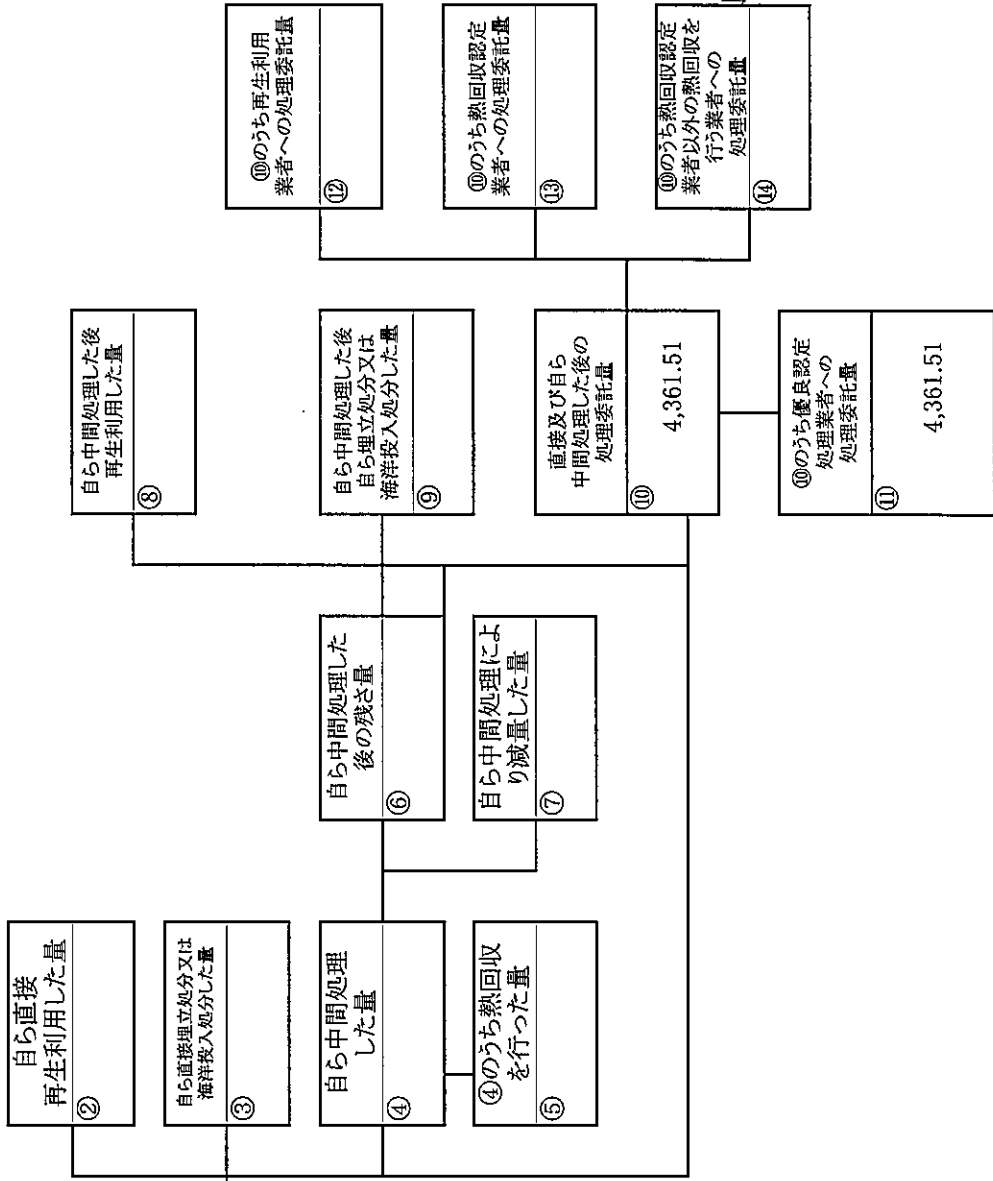 自ら直接
再生利用した量
②
自ら直接埋立処分又は
海洋投入処分した量
③
自ら中間処理
した量
④
④のうち熱回収
を行った量
⑤
自ら中間処理した
後の残さ量
⑥
自ら中間処理によ
り減量した量
⑦
自ら中間処理した後
再生利用した量
⑧
自ら中間処理した後
自ら埋立処分又は
海洋投入処分した量
⑨
直接及び自ら
中間処理した後の
処理委託量
⑩
4,361.51
⑩のうち優良認定
処理業者への
処理委託量
⑪
4,361.51
⑩のうち再生利用
業者への処理委託量
⑫
⑩のうち熱回収認定
業者への処理委託量
⑬
⑩のうち熱回収認定
業者以外の熱回収を
行う業者への
処理委託量
⑭